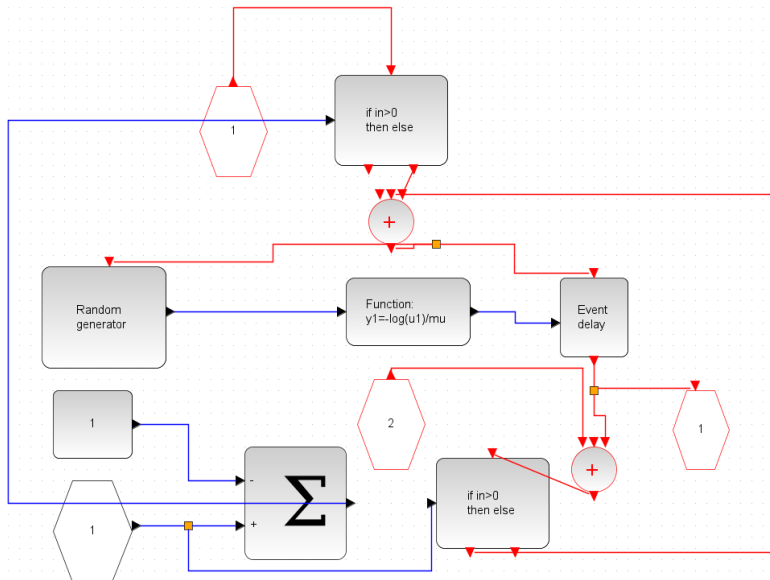 1
if in>0
then else
+
Random
generator
Function:
y1=-log(u1)/mu
Event
delay
1
2
1
+
-
Σ
+
1
if in>0
then else